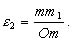 ε₂ = mm₁ / Om .